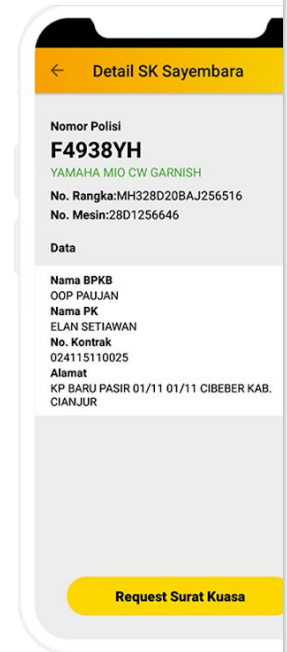 Detail SK Sayembara
Nomor Polisi
F4938YH
YAMAHA MIO CW GARNISH
No. Rangka:MH328D20BAJ256516
No. Mesin:28D1256646
Data
Nama BPKB
OOP PAUJAN
Nama PK
ELAN SETIAWAN
No. Kontrak
024115110025
Alamat
KP BARU PASIR 01/11 01/11 CIBEBER KAB.
CIANJUR
Request Surat Kuasa